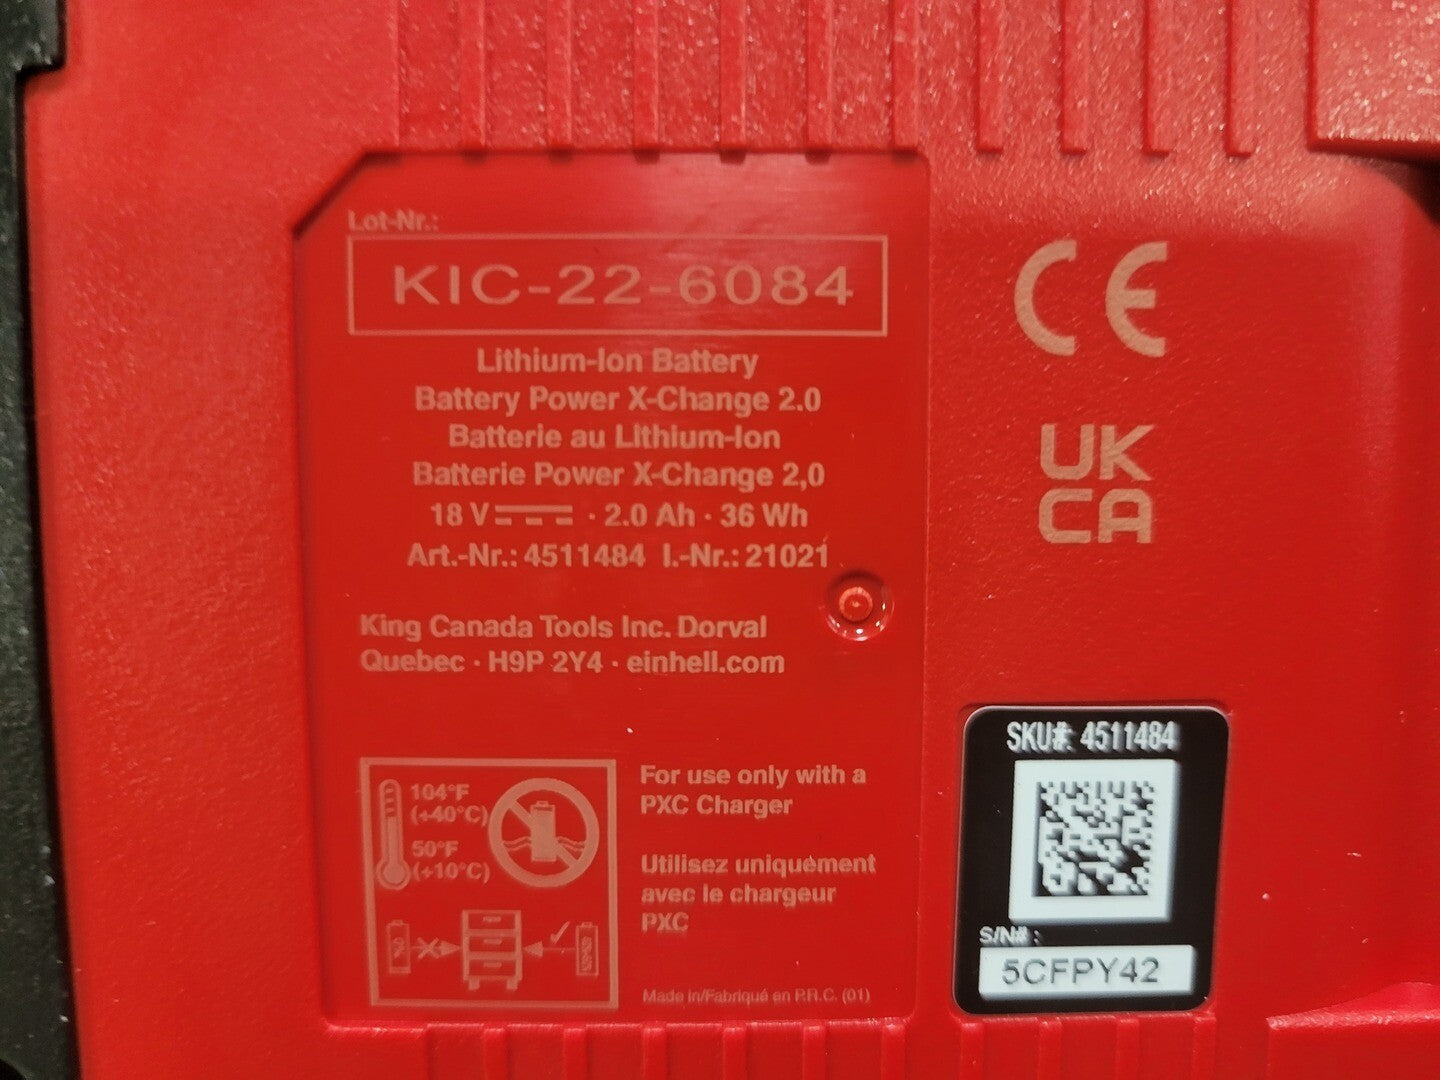 Lot-Nr.:
KIC-22-6084
Lithium-Ion Battery
Battery Power X-Change 2.0
Batterie au Lithium-Ion
Batterie Power X-Change 2,0
18 V · 2.0 Ah · 36 Wh
Art.-Nr.: 4511484 I.-Nr.: 21021
King Canada Tools Inc. Dorval
Quebec · H9P 2Y4 · einhell.com
104°F
(+40°C)
50°F
(+10°C)
For use only with a
PXC Charger
Utilisez uniquement
avec le chargeur
PXC
Made in/Fabriqué en P.R.C. (01)
CE
UK
CA
SKU#: 4511484
S/N# :
5CFPY42